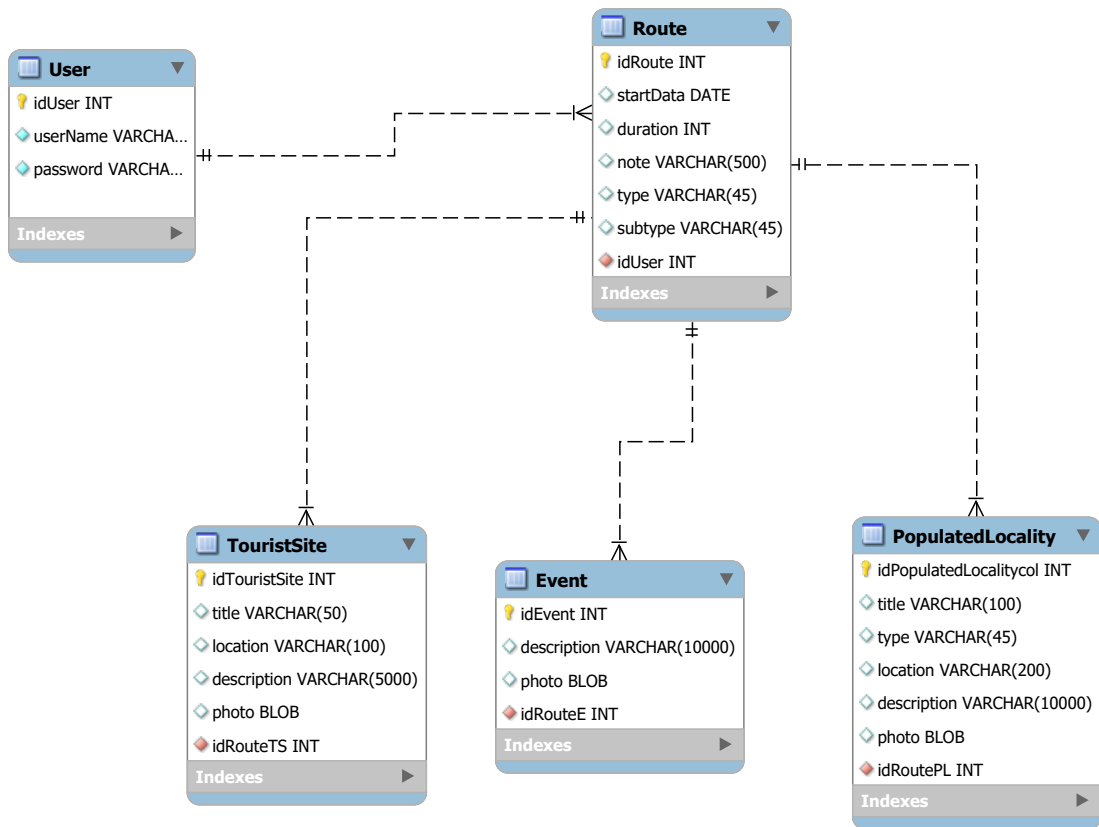 User
idUser INT
userName VARCHA...
password VARCHA...
Indexes
Route
idRoute INT
startData DATE
duration INT
note VARCHAR(500)
type VARCHAR(45)
subtype VARCHAR(45)
idUser INT
Indexes
TouristSite
idTouristSite INT
title VARCHAR(50)
location VARCHAR(100)
description VARCHAR(5000)
photo BLOB
idRouteTS INT
Indexes
Event
idEvent INT
description VARCHAR(10000)
photo BLOB
idRouteE INT
Indexes
PopulatedLocality
idPopulatedLocalitycol INT
title VARCHAR(100)
type VARCHAR(45)
location VARCHAR(200)
description VARCHAR(10000)
photo BLOB
idRoutePL INT
Indexes